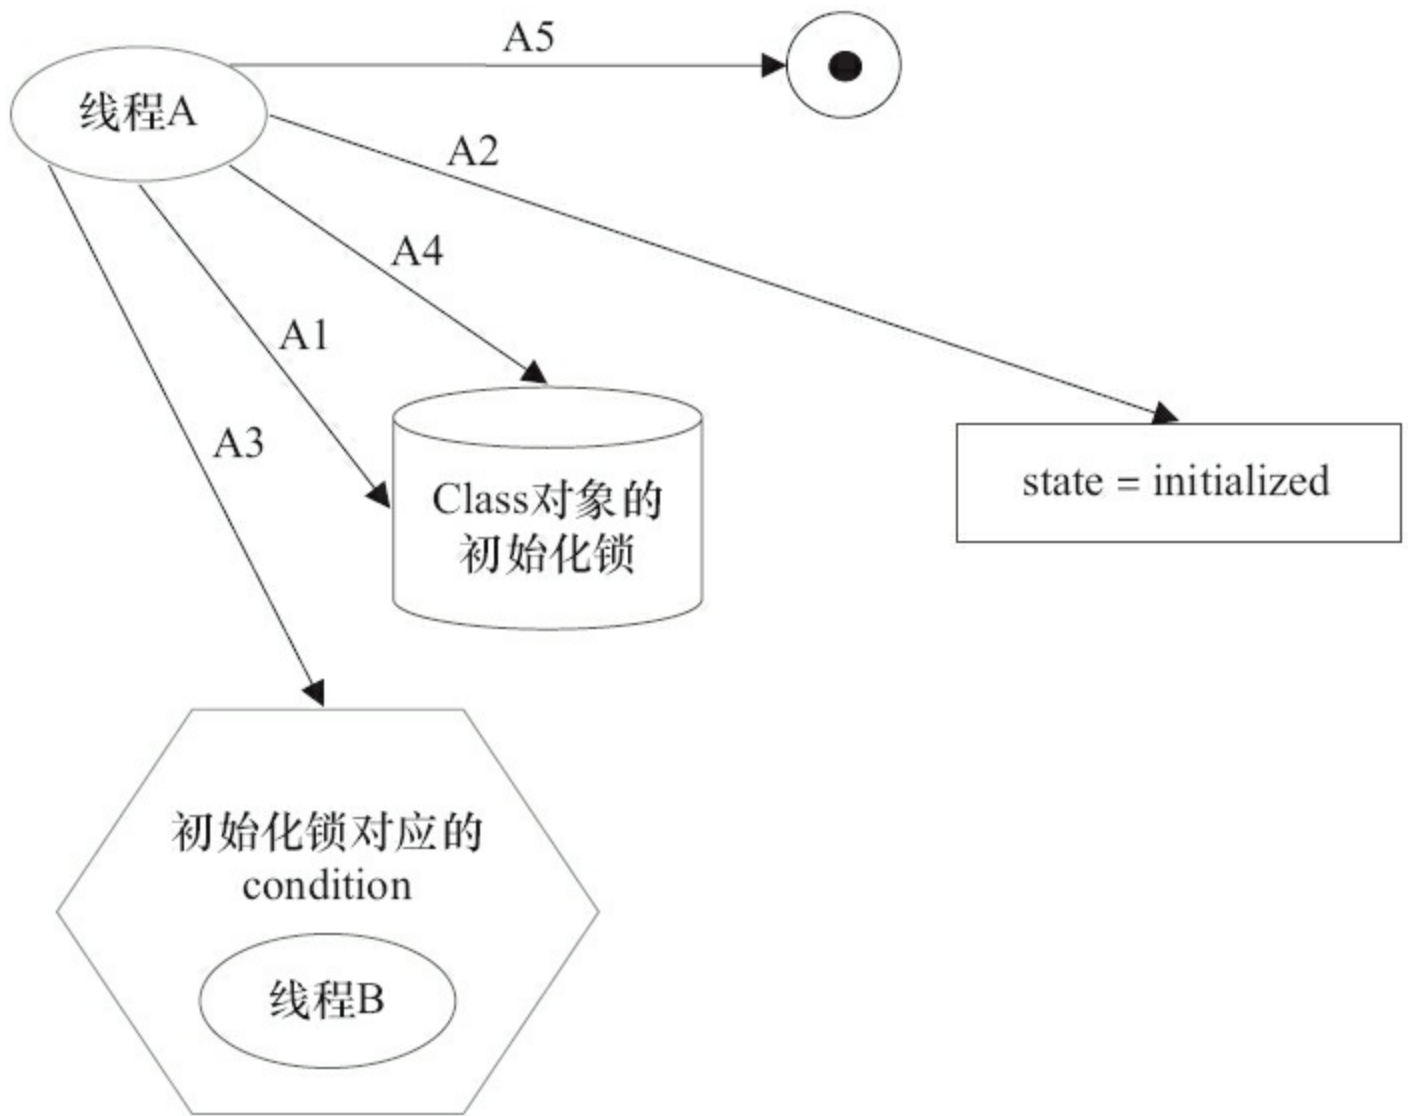 A5
线程A
A2
A4
A1
A3
state = initialized
Class对象的
初始化锁
初始化锁对应的
condition
线程B